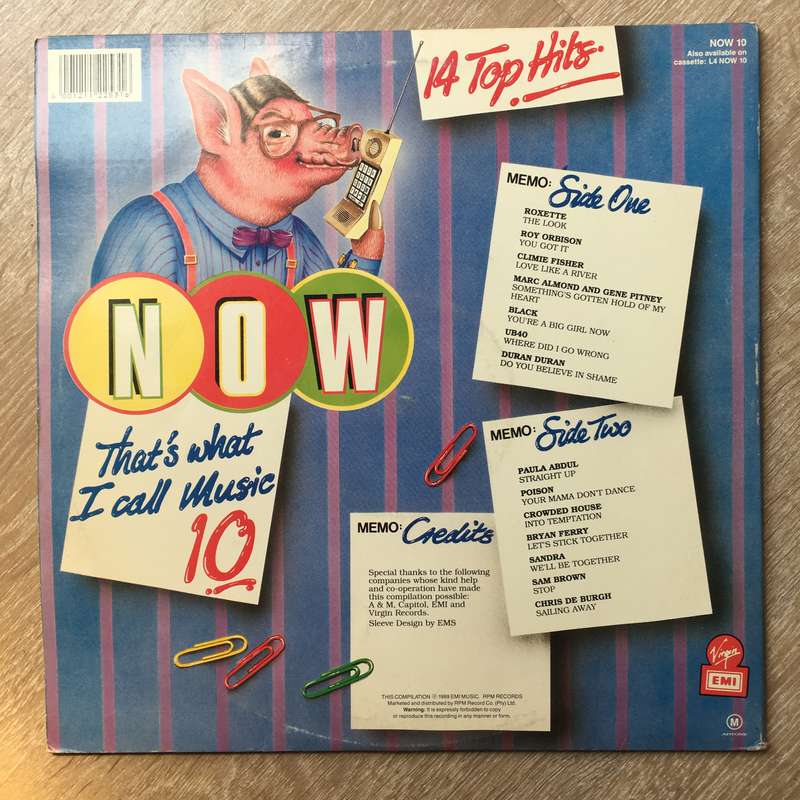 14 Top Hits.
NOW 10
Also available on
cassette: L4 NOW 10
NOW
That's what
I call Music
10
MEMO: Side One
ROXETTE
THE LOOK
ROY ORBISON
YOU GOT IT
CLIMIE FISHER
LOVE LIKE A RIVER
MARC ALMOND AND GENE PITNEY
SOMETHING'S GOTTEN HOLD OF MY
HEART
BLACK
YOU'RE A BIG GIRL NOW
UB40
WHERE DID I GO WRONG
DURAN DURAN
DO YOU BELIEVE IN SHAME
MEMO: Side Two
PAULA ABDUL
STRAIGHT UP
POISON
YOUR MAMA DON'T DANCE
CROWDED HOUSE
INTO TEMPTATION
BRYAN FERRY
LET'S STICK TOGETHER
SANDRA
WE'LL BE TOGETHER
SAM BROWN
STOP
CHRIS DE BURGH
SAILING AWAY
MEMO: Credits
Special thanks to the following
companies whose kind help
and co-operation have made
this compilation possible:
A & M, Capitol, EMI and
Virgin Records.
Sleeve Design by EMS
THIS COMPILATION ℗ 1989 EMI MUSIC. RPM RECORDS
Marketed and distributed by RPM Record Co. (Pty) Ltd.
Warning: It is expressly forbidden to copy
or reproduce this recording in any manner or form.
Virgin
EMI
M